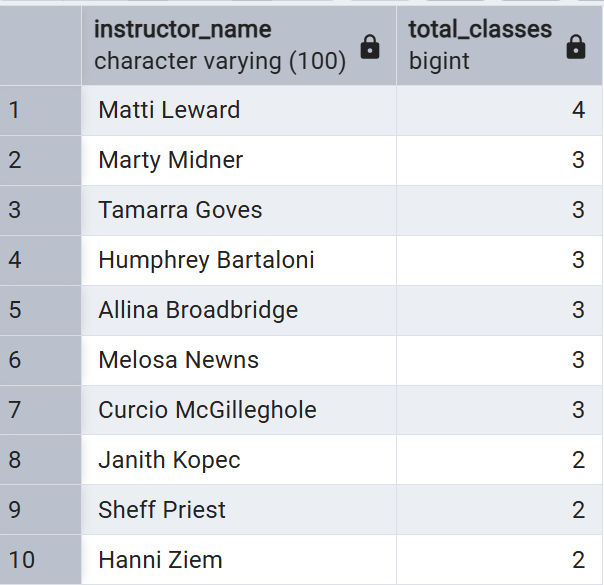 instructor_name total_classes
character varying (100) bigint
1 Matti Leward 4
2 Marty Midner 3
3 Tamarra Goves 3
4 Humphrey Bartaloni 3
5 Allina Broadbridge 3
6 Melosa Newns 3
7 Curcio McGilleghole 3
8 Janith Kopec 2
9 Sheff Priest 2
10 Hanni Ziem 2